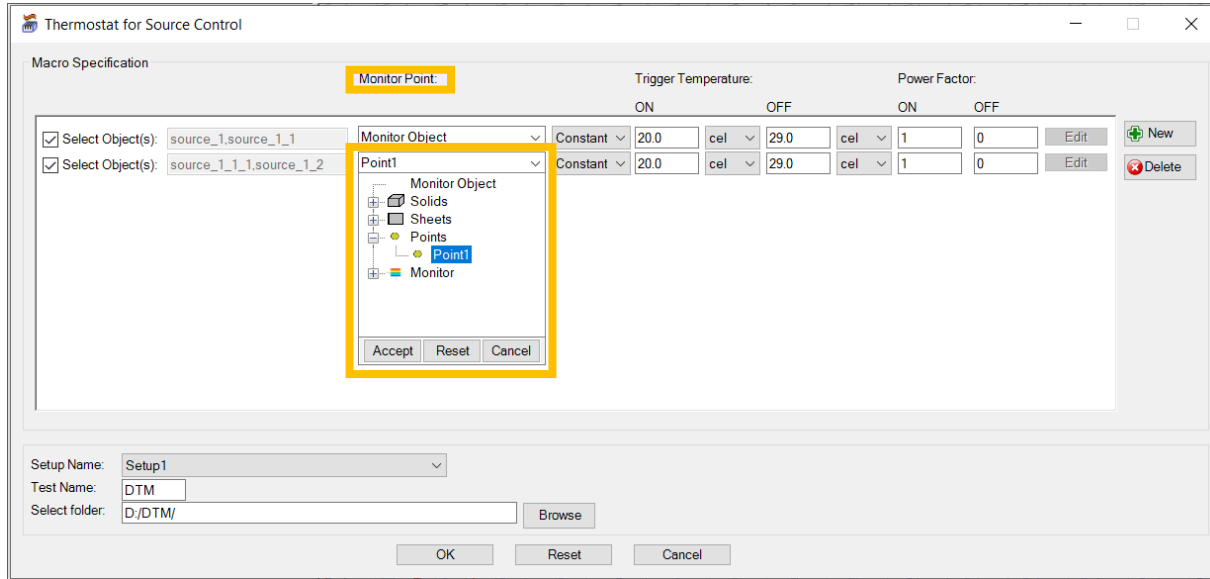 Thermostat for Source Control
Macro Specification
Monitor Point: Trigger Temperature: Power Factor:
ON OFF ON OFF
Select Object(s): source_1,source_1_1 Monitor Object Constant 20.0 cel 29.0 cel 1 0 Edit New
Select Object(s): source_1_1_1,source_1_2 Point1 Constant 20.0 cel 29.0 cel 1 0 Edit Delete
Monitor Object
Solids
Sheets
Points
Point1
Monitor
Accept Reset Cancel
Setup Name: Setup1
Test Name: DTM
Select folder: D:/DTM/ Browse
OK Reset Cancel